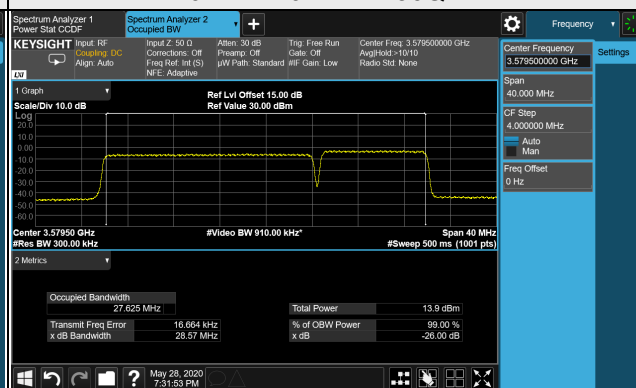 Spectrum Analyzer 1
Power Stat CCDF
Spectrum Analyzer 2
Occupied BW
Frequency
KEYSIGHT
Input: RF
Coupling: DC
Align: Auto
Input Z: 50 Ω
Corrections: Off
Freq Ref: Int (S)
NFE: Adaptive
Atten: 30 dB
Preamp: Off
µW Path: Standard
Trig: Free Run
Gate: Off
#IF Gain: Low
Center Freq: 3.579500000 GHz
Avg|Hold:>10/10
Radio Std: None
LXI
1 Graph
Scale/Div 10.0 dB
Ref Lvl Offset 15.00 dB
Ref Value 30.00 dBm
Log
20.0
10.0
0.00
-10.0
-20.0
-30.0
-40.0
-50.0
-60.0
Center 3.57950 GHz
#Res BW 300.00 kHz
#Video BW 910.00 kHz*
Span 40 MHz
#Sweep 500 ms (1001 pts)
2 Metrics
Occupied Bandwidth
27.625 MHz
Total Power
13.9 dBm
Transmit Freq Error
16.664 kHz
% of OBW Power
99.00 %
x dB Bandwidth
28.57 MHz
x dB
-26.00 dB
May 28, 2020
7:31:53 PM
Center Frequency
3.579500000 GHz
Settings
Span
40.000 MHz
CF Step
4.000000 MHz
Auto
Man
Freq Offset
0 Hz